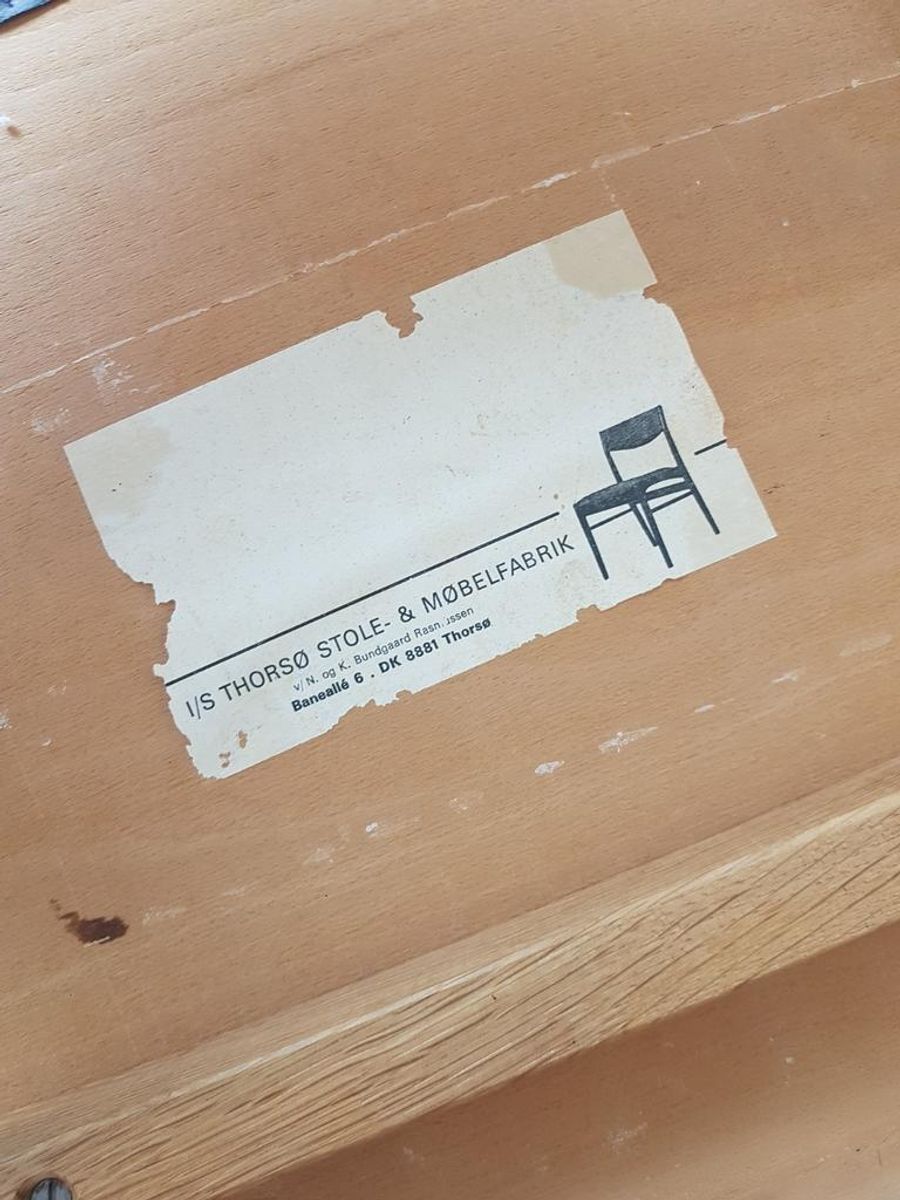 I/S THORSØ STOLE- & MØBELFABRIK
v/ N. og K. Bundgaard Rasmussen
Baneallé 6 . DK 8881 Thorsø